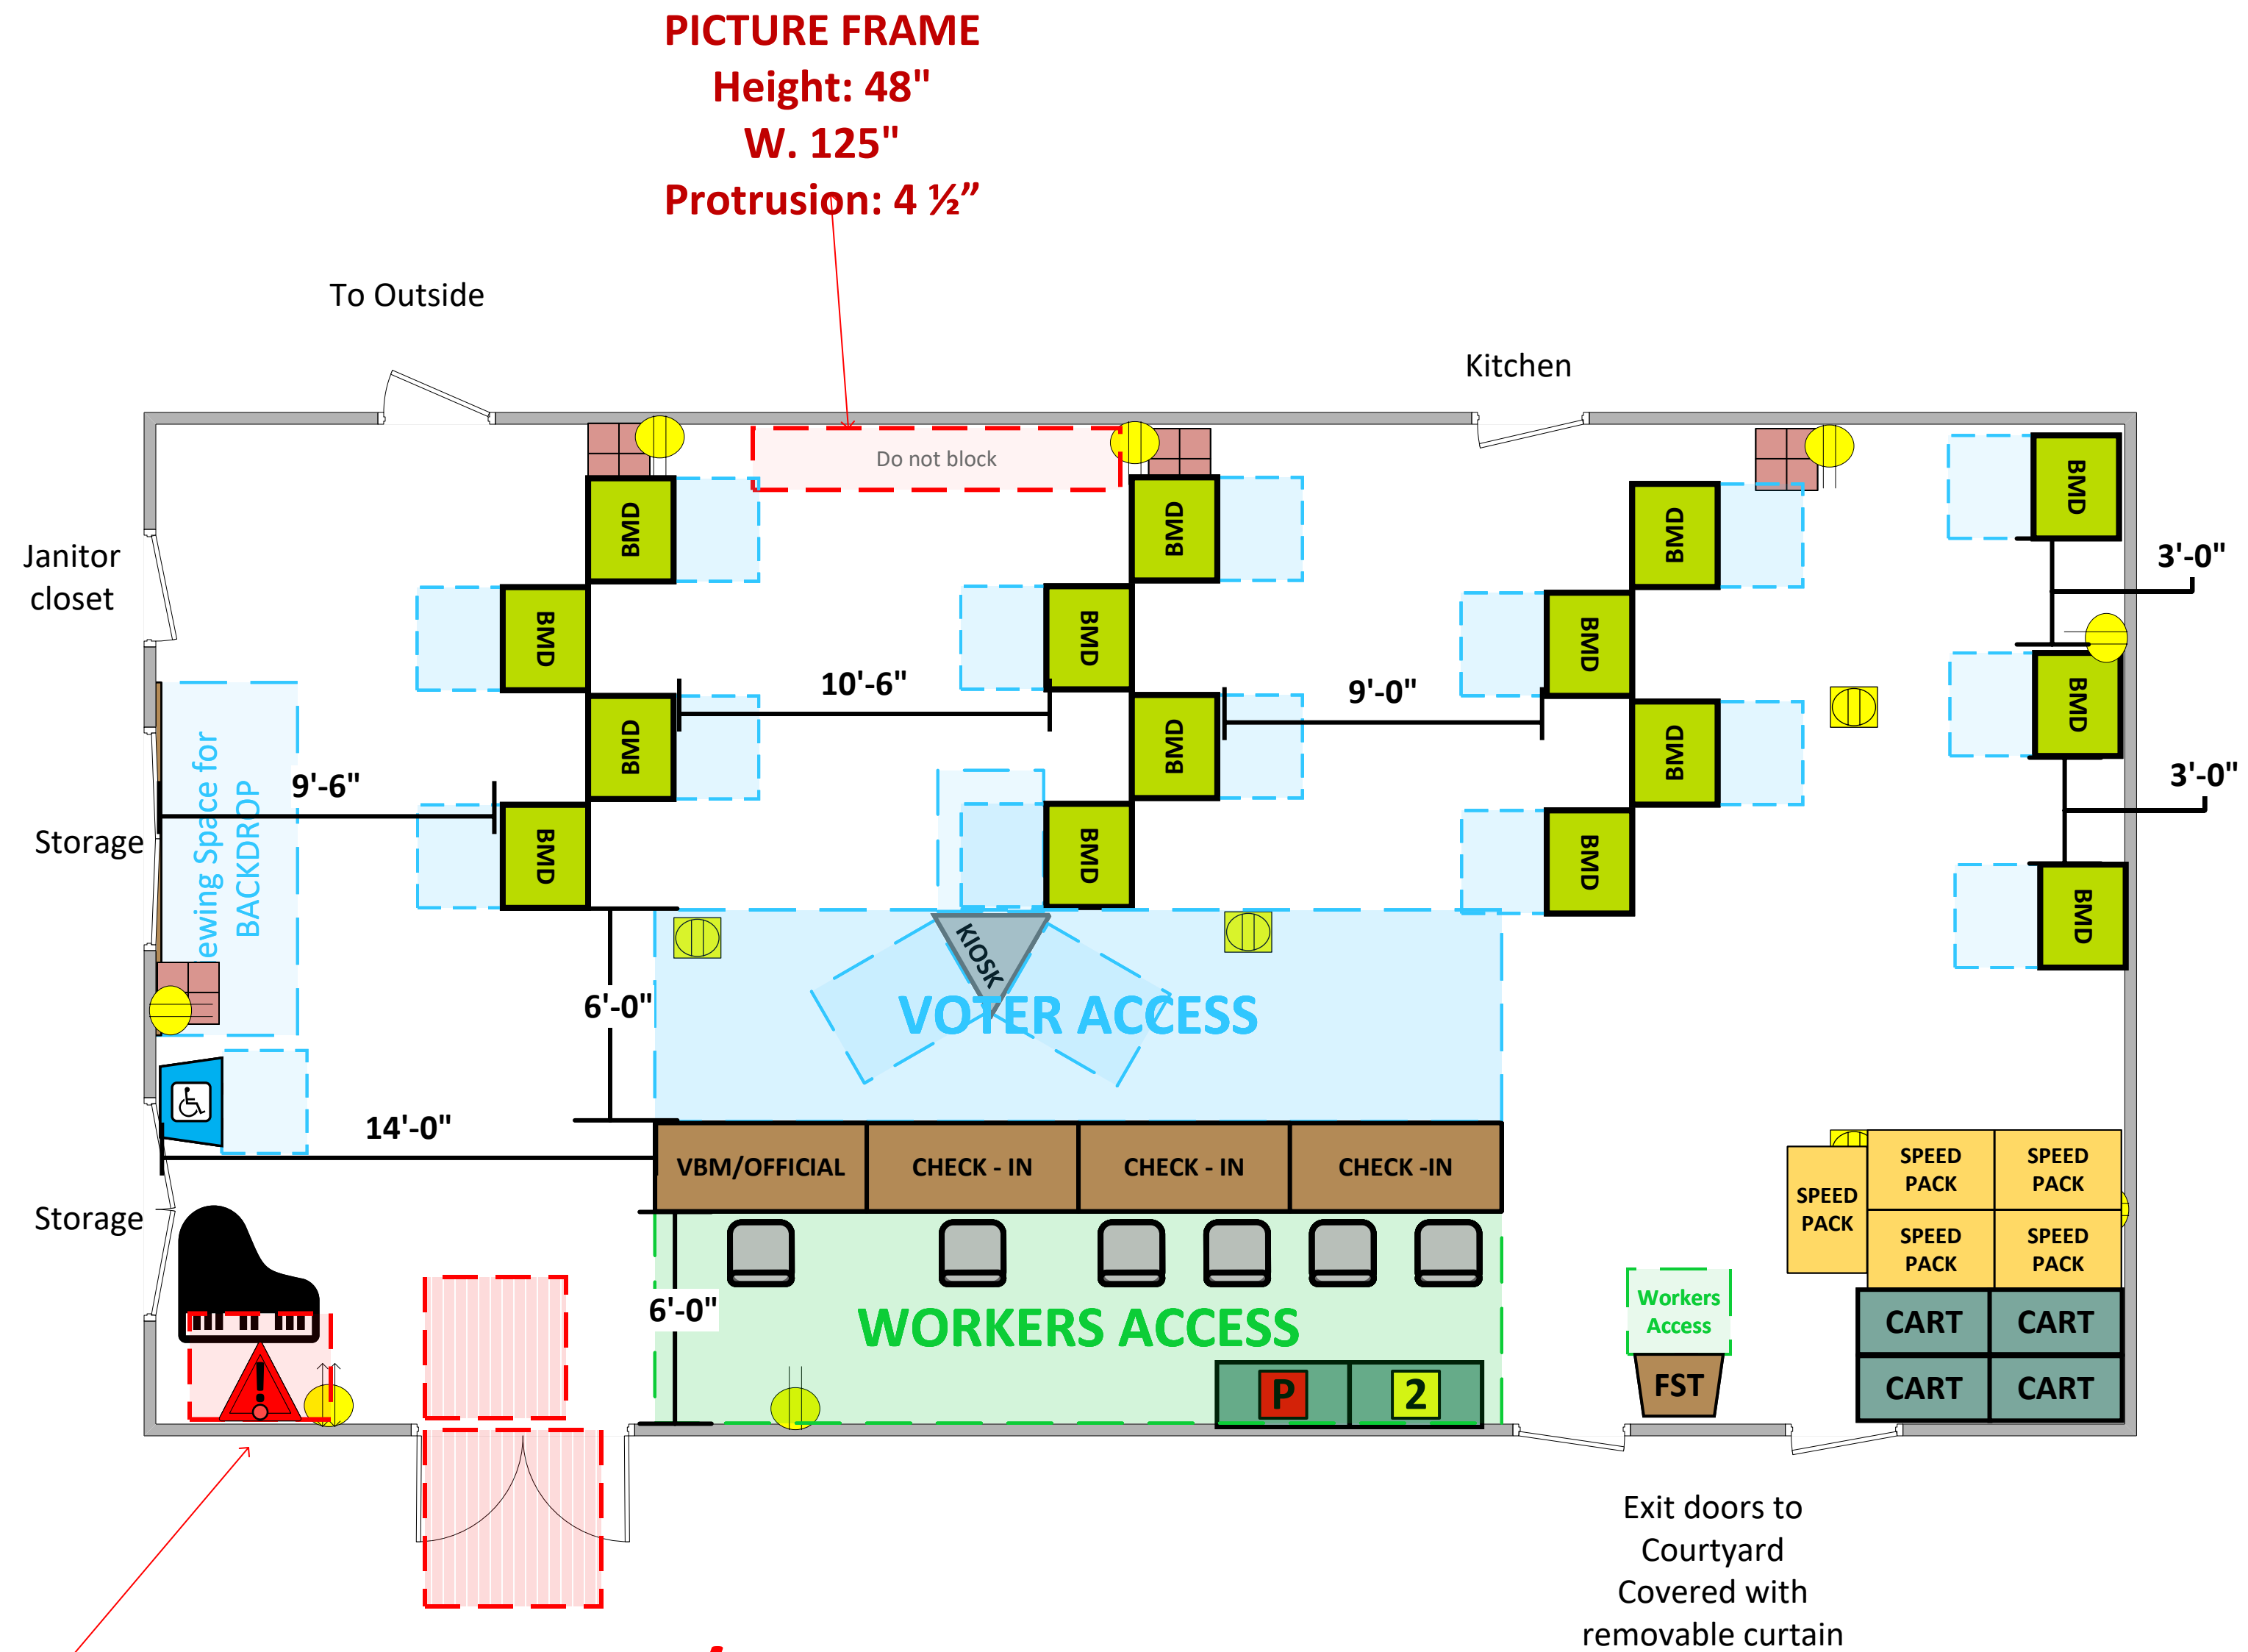 PICTURE FRAME
Height: 48"
W. 125"
Protrusion: 4 ½”
To Outside
Kitchen
Do not block
BMD
BMD
BMD
BMD
3'-0"
Janitor
closet
BMD
BMD
BMD
10'-6"
9'-0"
BMD
BMD
BMD
BMD
3'-0"
9'-6"
Space for
BACKDROP
Storage
BMD
BMD
BMD
BMD
KIOSK
6'-0"
VOTER ACCESS
14'-0"
VBM/OFFICIAL
CHECK - IN
CHECK - IN
CHECK -IN
SPEED
PACK
SPEED
PACK
SPEED
PACK
SPEED
PACK
SPEED
PACK
Storage
6'-0"
WORKERS ACCESS
Workers
Access
CART
CART
P
2
FST
CART
CART
Exit doors to
Courtyard
Covered with
removable curtain